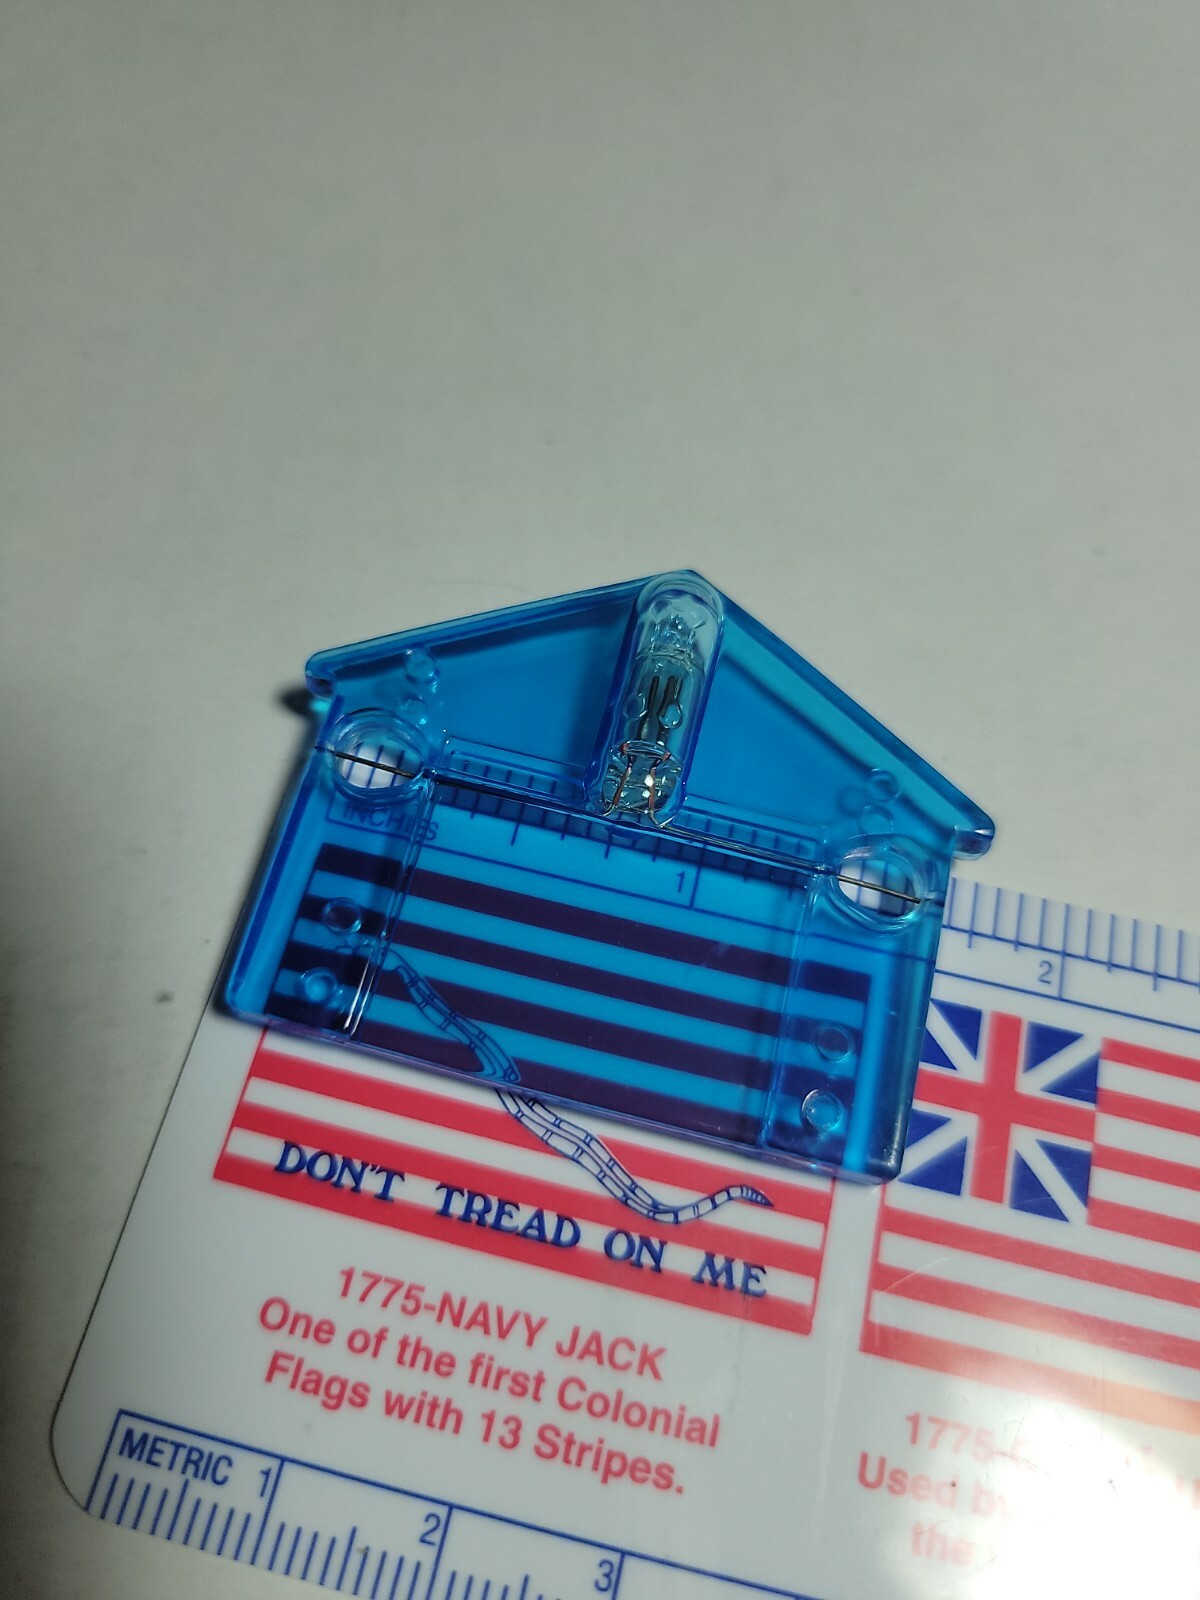 INCHES
1
2
DON'T TREAD ON ME
1775-NAVY JACK
One of the first Colonial
Flags with 13 Stripes.
1775-
Used
the
METRIC 1
2
3